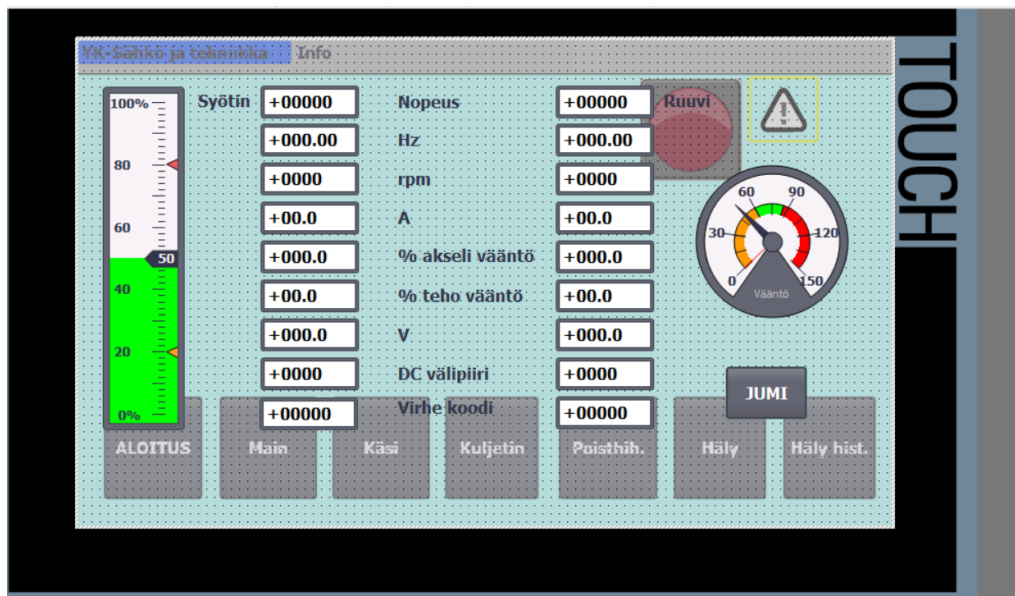 YK-Sähkö ja tekniikka Info
TOUCH
100%
80
60
50
40
20
0%
Syötin +00000 Nopeus +00000 Ruuvi
+000.00 Hz +000.00
+0000 rpm +0000
+00.0 A +00.0
+000.0 % akseli vääntö +000.0
+00.0 % teho vääntö +00.0
+000.0 V +000.0
+0000 DC välipiiri +0000
+00000 Virhe koodi +00000
60 90
30 120
0 150
Vääntö
JUMI
ALOITUS Main Käsi Kuljetin Poisthih. Häly Häly hist.